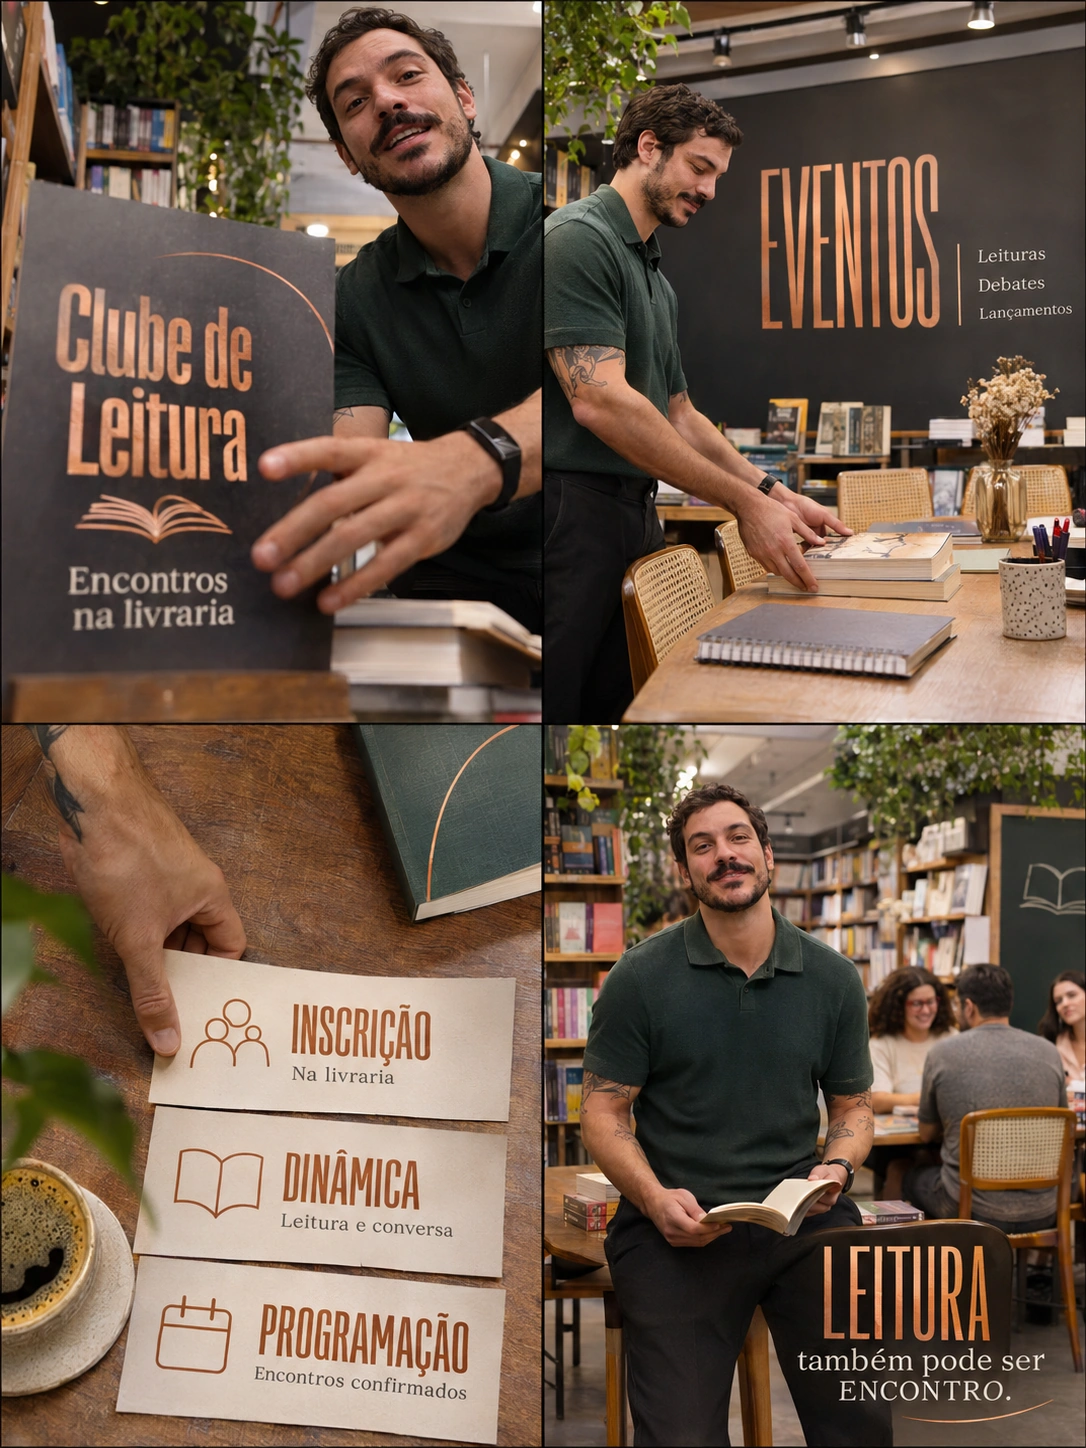 Clube de
Leitura
Encontros
na livraria
EVENTOS
Leituras
Debates
Lançamentos
INSCRIÇÃO
Na livraria
DINÂMICA
Leitura e conversa
PROGRAMAÇÃO
Encontros confirmados
LEITURA
também pode ser
ENCONTRO.